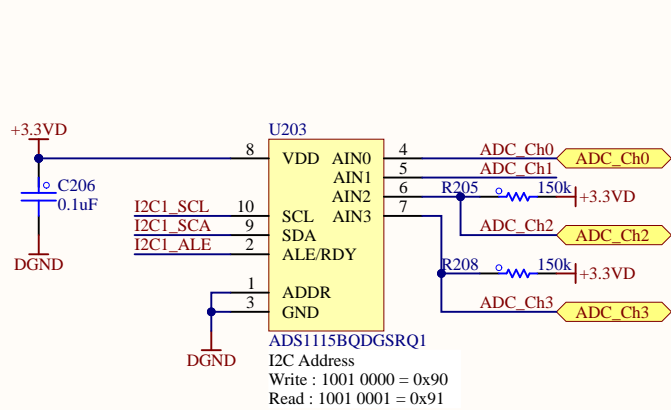 U203
+3.3VD
8 VDD AIN0 4 ADC_Ch0 ADC_Ch0
AIN1 5 ADC_Ch1
C206
0.1uF
AIN2 6 R205 150k +3.3VD
I2C1_SCL 10 SCL AIN3 7
I2C1_SCA 9 SDA ADC_Ch2 ADC_Ch2
I2C1_ALE 2 ALE/RDY
DGND
R208 150k +3.3VD
1 ADDR
3 GND ADC_Ch3 ADC_Ch3
DGND
ADS1115BQDGSRQ1
I2C Address
Write : 1001 0000 = 0x90
Read : 1001 0001 = 0x91